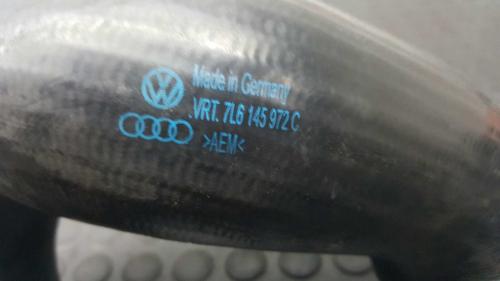 Made in Germany
VRT. 7L6 145 972 C
>AEM<